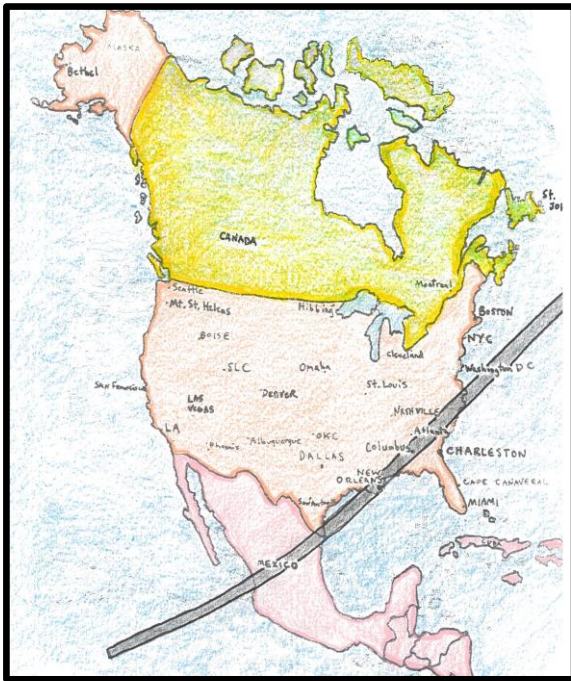 ALASKA
Bethel
St. Jo
CANADA
Montreal
Seattle
Mt. St. Helens
Hibbing
BOSTON
BOISE
NYC
Cleveland
Washington DC
SLC
Omaha
San Francisco
DENVER
St. Louis
LAS
VEGAS
NASHVILLE
LA
Atlanta
Phoenix
Albuquerque
OKC
Columbus
CHARLESTON
DALLAS
NEW
ORLEANS
CAPE CANAVERAL
San Antonio
MIAMI
CUBA
MEXICO